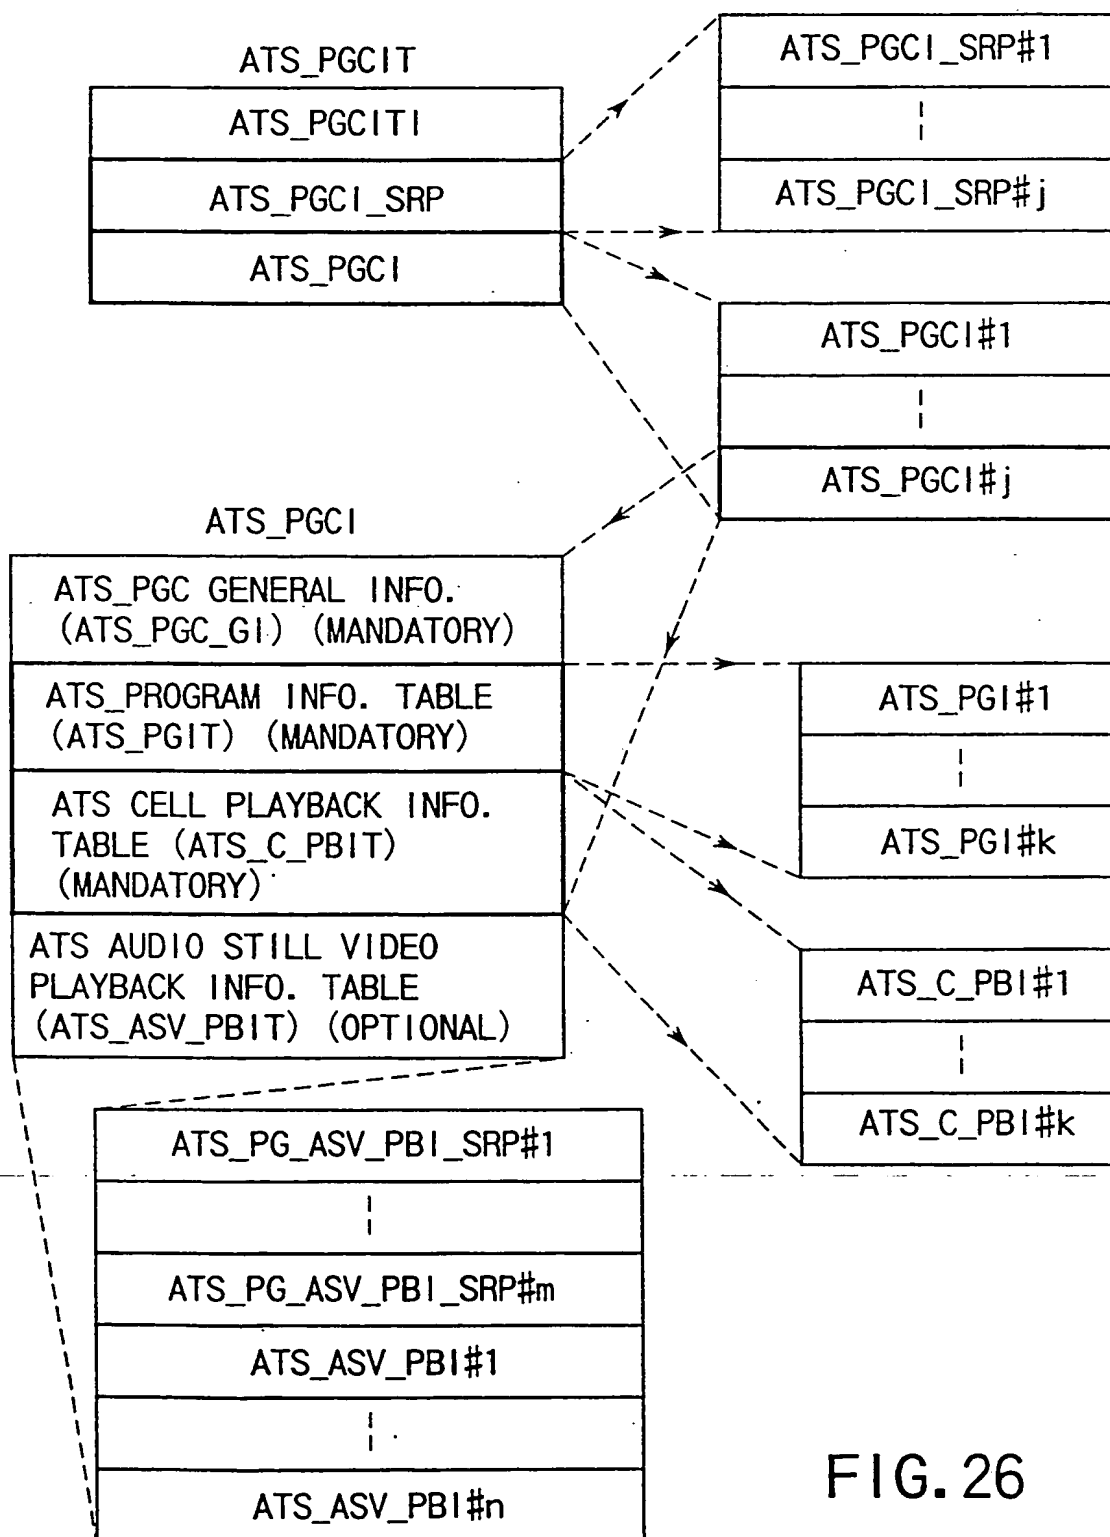 ATS_PGCIT
ATS_PGCITI
ATS_PGCI_SRP
ATS_PGCI
ATS_PGCI_SRP#1
ATS_PGCI_SRP#j
ATS_PGCI#1
ATS_PGCI#j
ATS_PGCI
ATS_PGC GENERAL INFO.
(ATS_PGC_GI) (MANDATORY)
ATS_PROGRAM INFO. TABLE
(ATS_PGIT) (MANDATORY)
ATS CELL PLAYBACK INFO.
TABLE (ATS_C_PBIT)
(MANDATORY)
ATS AUDIO STILL VIDEO
PLAYBACK INFO. TABLE
(ATS_ASV_PBIT) (OPTIONAL)
ATS_PGI#1
ATS_PGI#k
ATS_C_PBI#1
ATS_C_PBI#k
ATS_PG_ASV_PBI_SRP#1
ATS_PG_ASV_PBI_SRP#m
ATS_ASV_PBI#1
ATS_ASV_PBI#n
FIG. 26